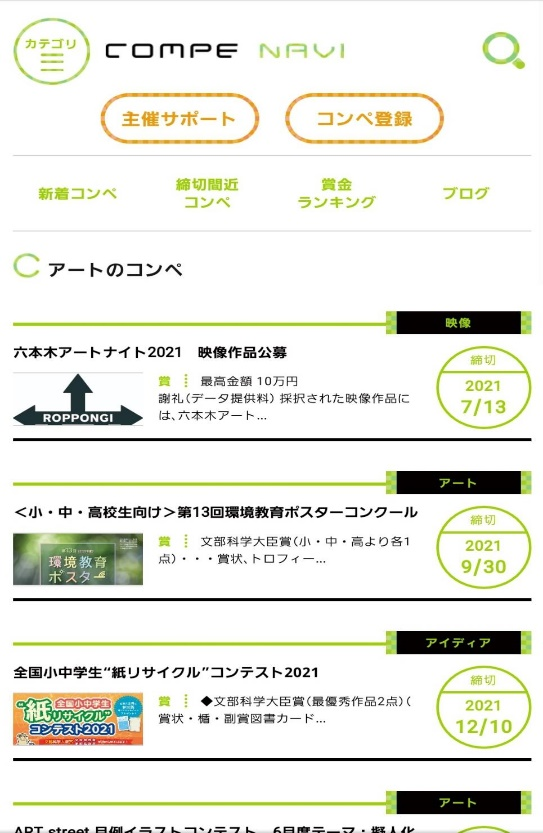 カテゴリ
COMPE NAVI
主催サポート
コンペ登録
新着コンペ
締切間近
コンペ
賞金
ランキング
ブログ
アートのコンペ
映像
六本木アートナイト2021 映像作品公募
ROPPONGI
賞 最高金額 10万円
謝礼(データ提供料) 採択された映像作品に
は、六本木アート...
締切
2021
7/13
アート
<小・中・高校生向け>第13回環境教育ポスターコンクール
環境教育
ポスター
賞 文部科学大臣賞(小・中・高より各1
点)・・・賞状、トロフィー...
締切
2021
9/30
アイディア
全国小中学生“紙リサイクル”コンテスト2021
全国小中学生
“紙リサイクル”
コンテスト2021
賞 ◆文部科学大臣賞(最優秀作品2点)(
賞状・楯・副賞図書カード...
締切
2021
12/10
アート
ART street 月例イラストコンテスト 6月度テーマ:擬人化